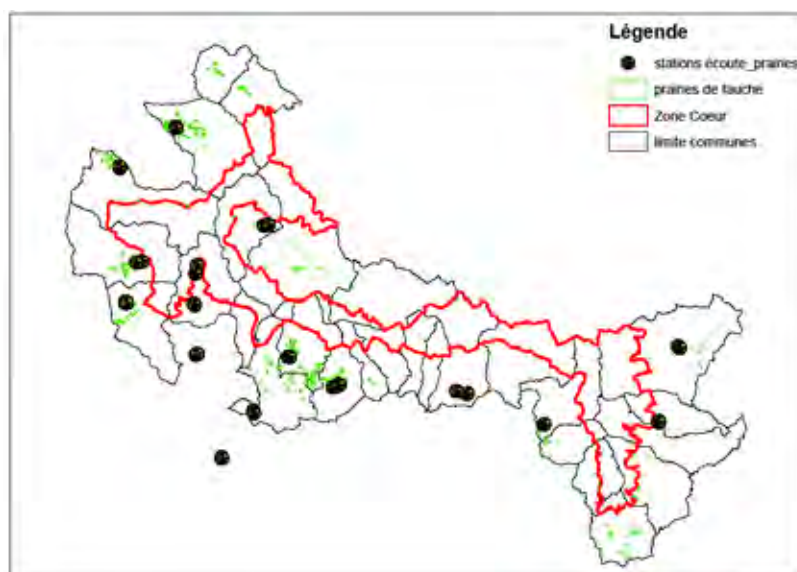 Légende
stations écoute_prairies
prairies de fauche
Zone Coeur
limite communes